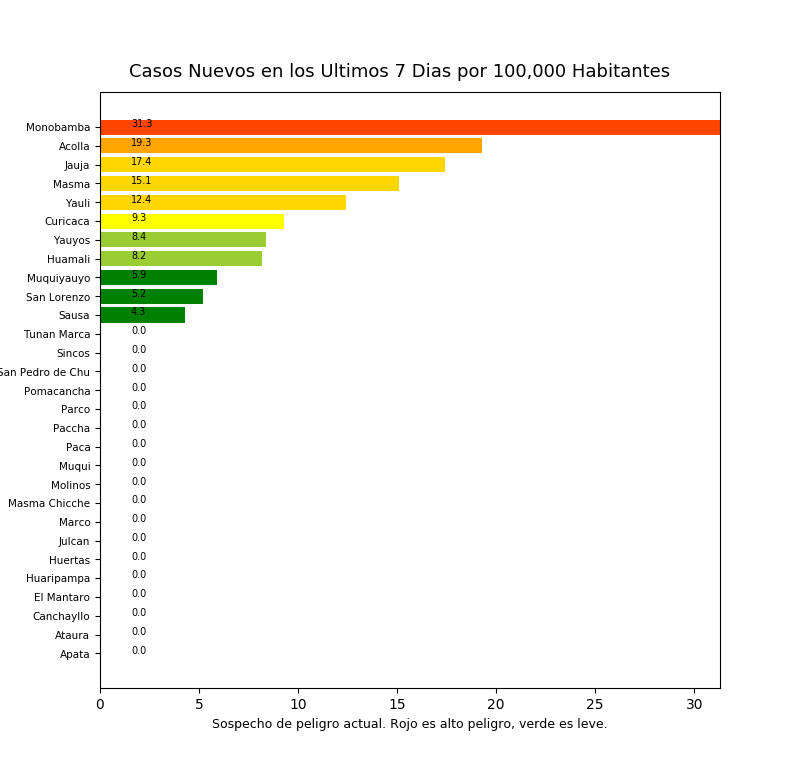 Casos Nuevos en los Ultimos 7 Dias por 100,000 Habitantes
Monobamba 31.3
Acolla 19.3
Jauja 17.4
Masma 15.1
Yauli 12.4
Curicaca 9.3
Yauyos 8.4
Huamali 8.2
Muquiyauyo 5.9
San Lorenzo 5.2
Sausa 4.3
Tunan Marca 0.0
Sincos 0.0
San Pedro de Chu 0.0
Pomacancha 0.0
Parco 0.0
Paccha 0.0
Paca 0.0
Muqui 0.0
Molinos 0.0
Masma Chicche 0.0
Marco 0.0
Julcan 0.0
Huertas 0.0
Huaripampa 0.0
El Mantaro 0.0
Canchayllo 0.0
Ataura 0.0
Apata 0.0
0 5 10 15 20 25 30
Sospecho de peligro actual. Rojo es alto peligro, verde es leve.